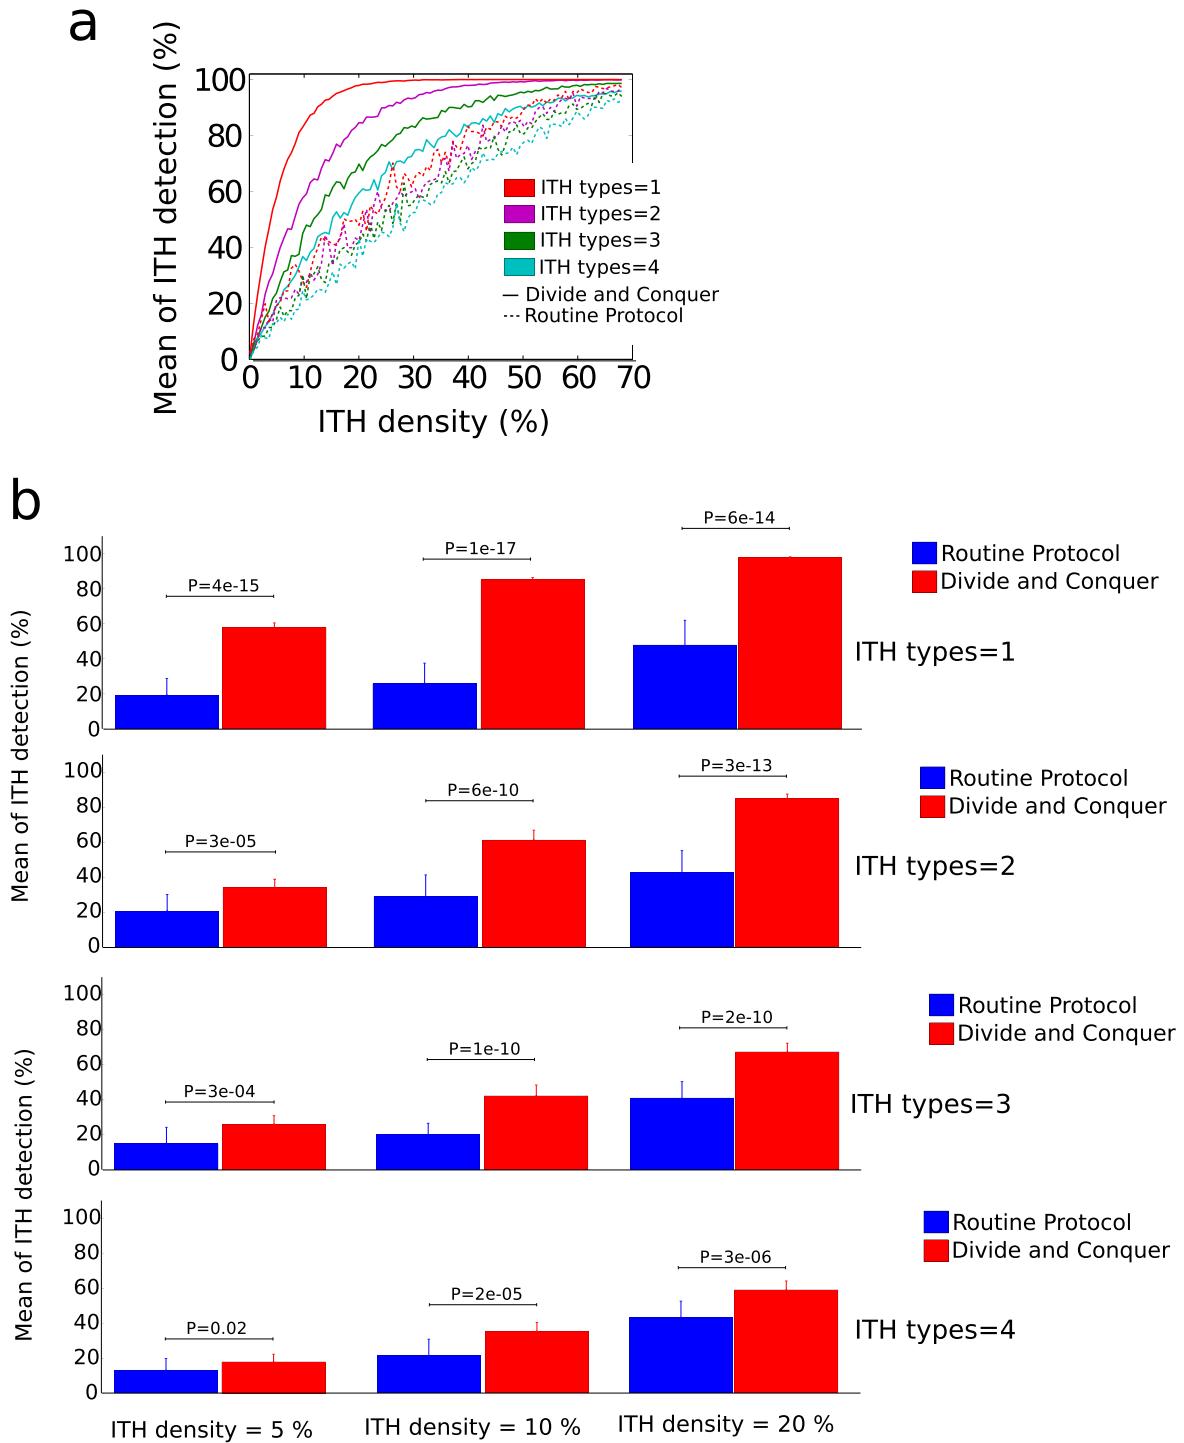 a
Mean of ITH detection (%)
100
80
60
40
20
0
0 10 20 30 40 50 60 70
ITH density (%)
ITH types=1
ITH types=2
ITH types=3
ITH types=4
Divide and Conquer
Routine Protocol
b
Mean of ITH detection (%)
100
80
60
40
20
0
P=4e-15
P=1e-17
P=6e-14
Routine Protocol
Divide and Conquer
ITH types=1
Mean of ITH detection (%)
100
80
60
40
20
0
P=3e-05
P=6e-10
P=3e-13
Routine Protocol
Divide and Conquer
ITH types=2
Mean of ITH detection (%)
100
80
60
40
20
0
P=3e-04
P=1e-10
P=2e-10
Routine Protocol
Divide and Conquer
ITH types=3
Mean of ITH detection (%)
100
80
60
40
20
0
P=0.02
P=2e-05
P=3e-06
Routine Protocol
Divide and Conquer
ITH types=4
ITH density = 5 %
ITH density = 10 %
ITH density = 20 %